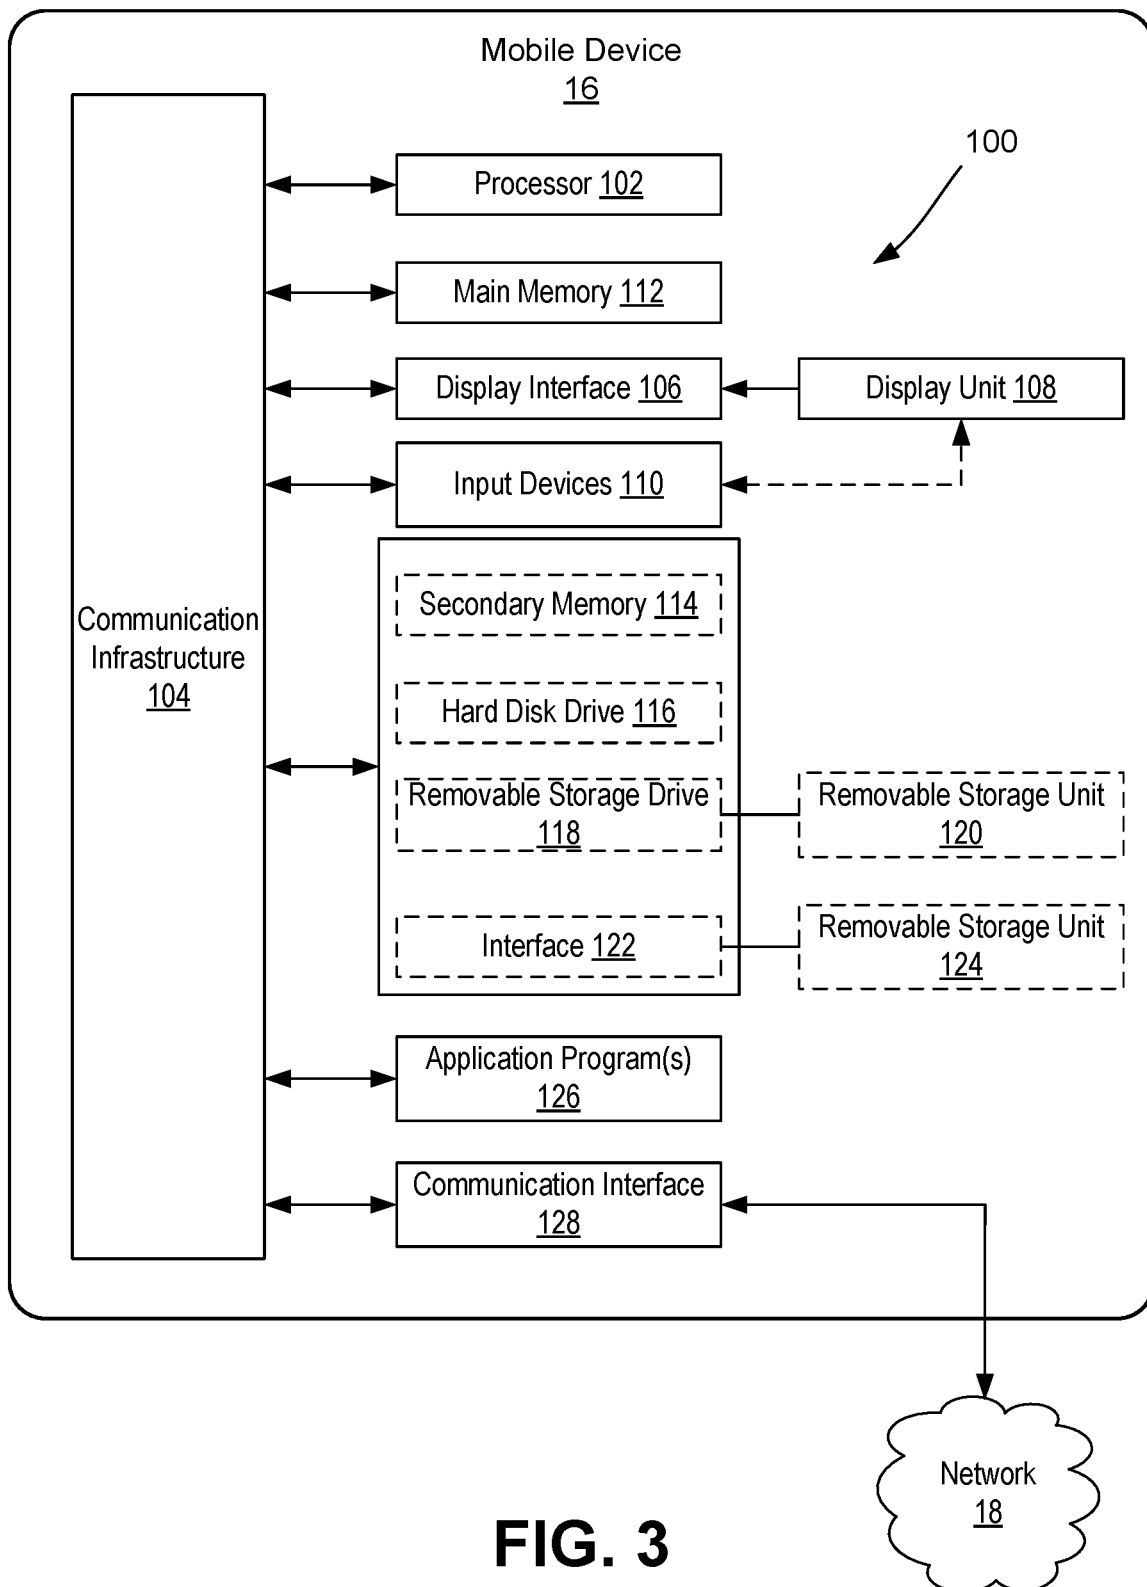 Mobile Device
16
100
Processor 102
Main Memory 112
Display Interface 106
Display Unit 108
Input Devices 110
Secondary Memory 114
Communication
Infrastructure
104
Hard Disk Drive 116
Removable Storage Drive
118
Removable Storage Unit
120
Interface 122
Removable Storage Unit
124
Application Program(s)
126
Communication Interface
128
Network
18
FIG. 3